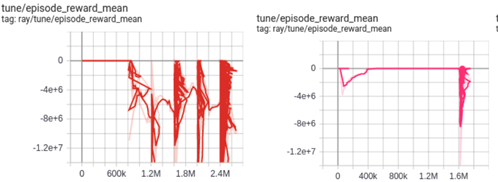 tune/episode_reward_mean
tag: ray/tune/episode_reward_mean
0
-4e+6
-8e+6
-1.2e+7
0 600k 1.2M 1.8M 2.4M
tune/episode_reward_mean
tag: ray/tune/episode_reward_mean
0
-4e+6
-8e+6
-1.2e+7
0 400k 800k 1.2M 1.6M